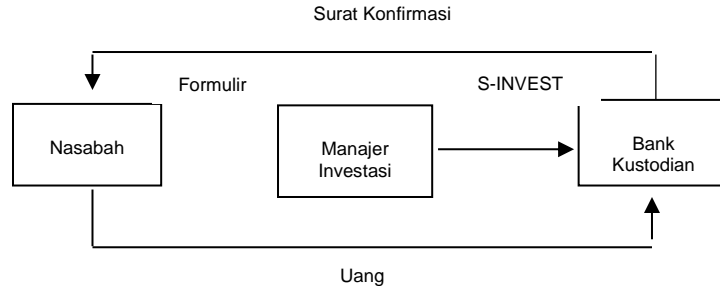 Surat Konfirmasi
Formulir
S-INVEST
Nasabah
Manajer
Investasi
Bank
Kustodian
Uang